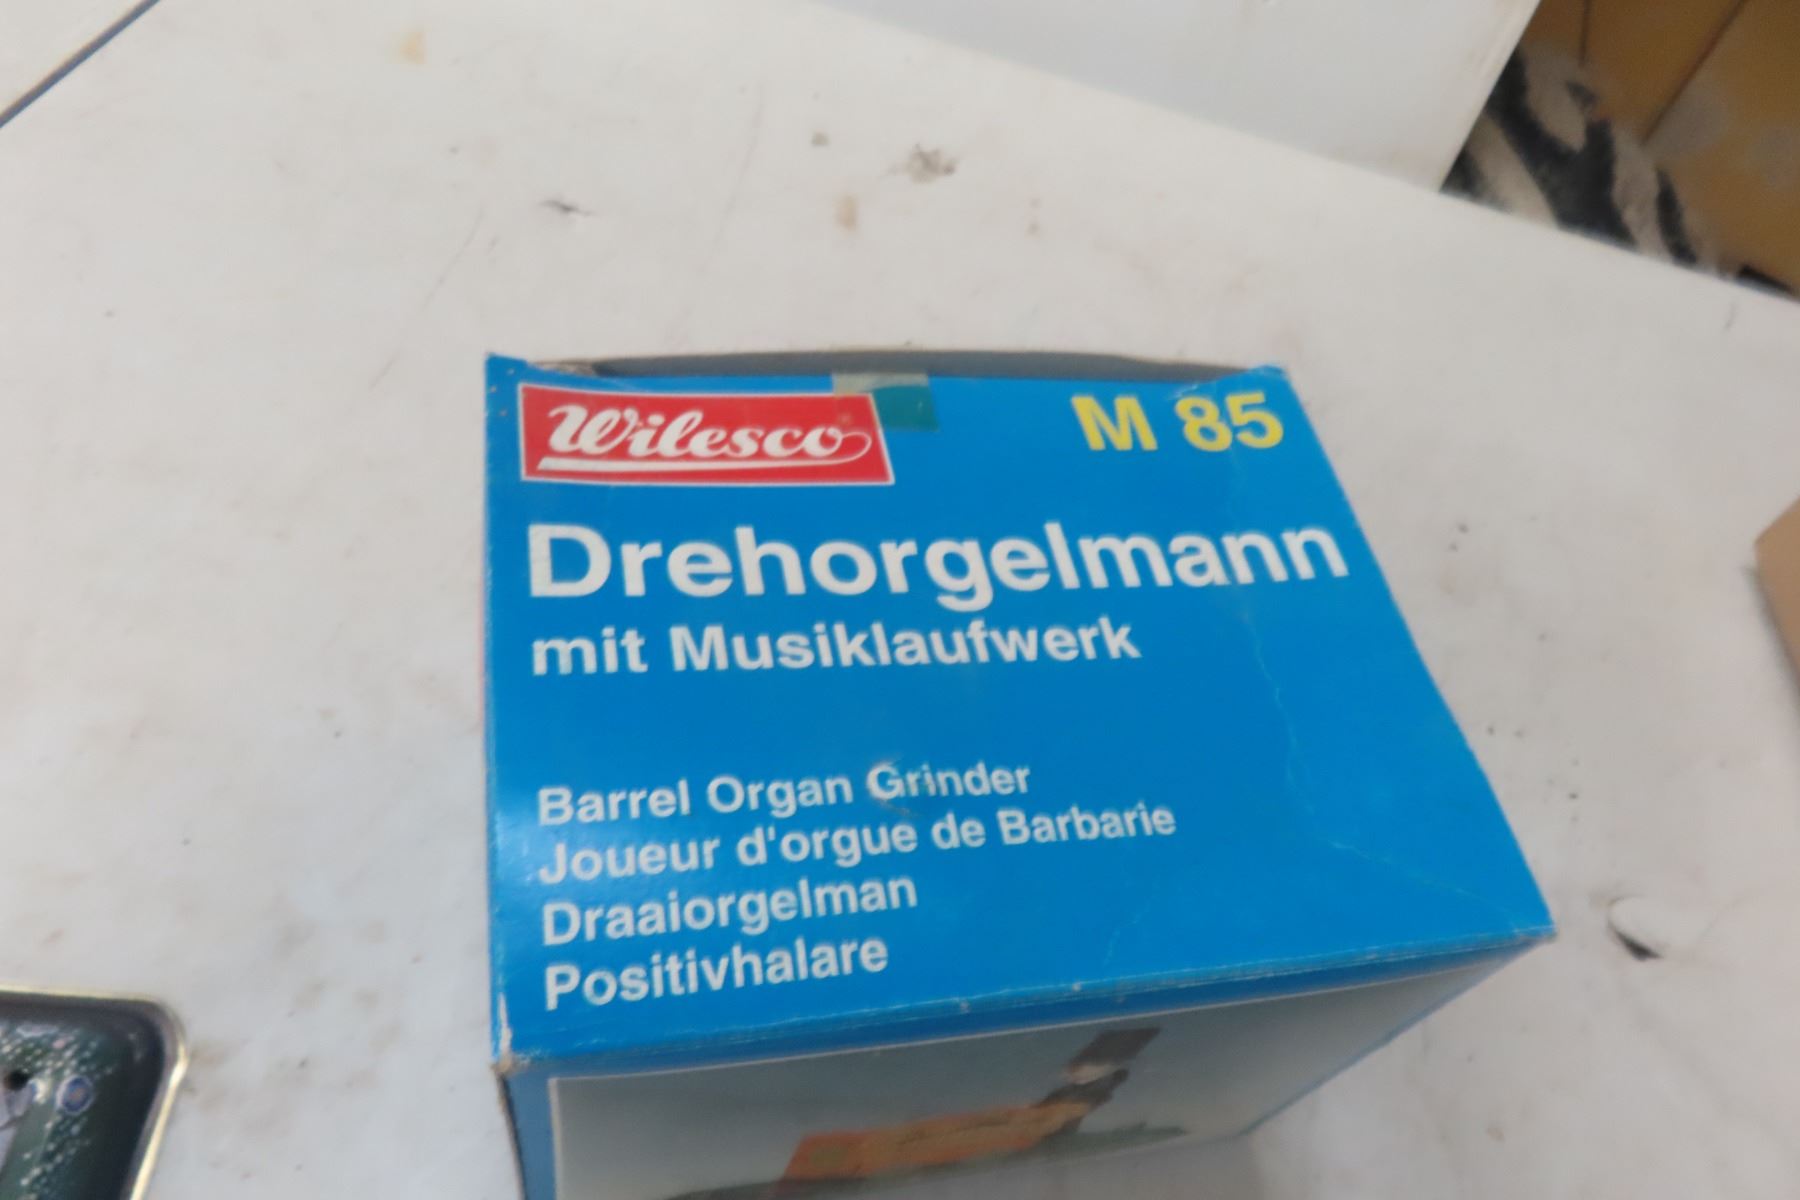 Wilesco
M 85
Drehorgelmann
mit Musiklaufwerk
Barrel Organ Grinder
Joueur d'orgue de Barbarie
Draaiorgelman
Positivhalare